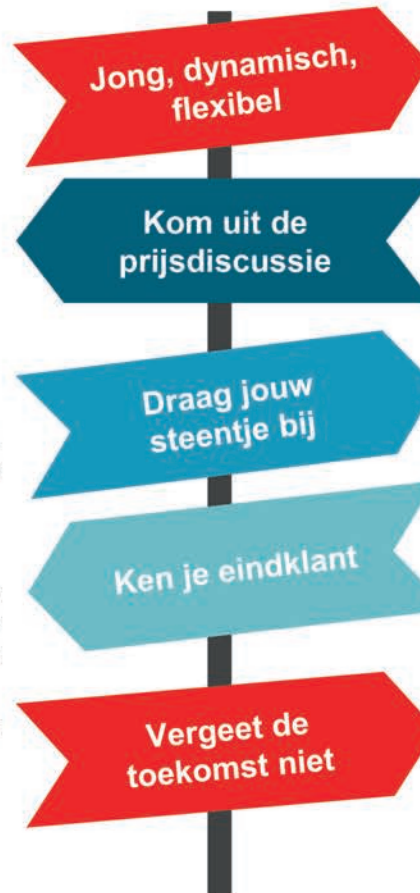 Jong, dynamisch,
flexibel
Kom uit de
prijsdiscussie
Draag jouw
steentje bij
Ken je eindklant
Vergeet de
toekomst niet